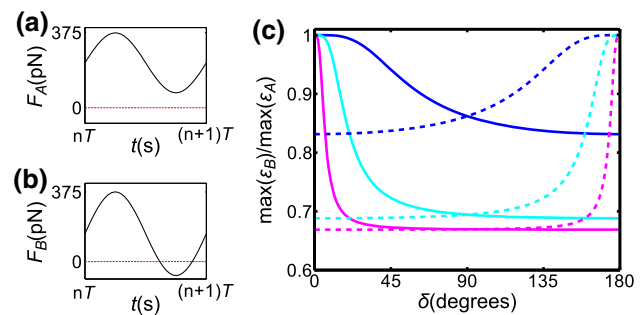 (a)
375
0
F_A(pN)
nT
(n+1)T
t(s)
(b)
375
0
F_B(pN)
nT
(n+1)T
t(s)
(c)
1
0.9
0.8
0.7
0.6
max(ε_B)/max(ε_A)
0
45
90
135
180
δ(degrees)